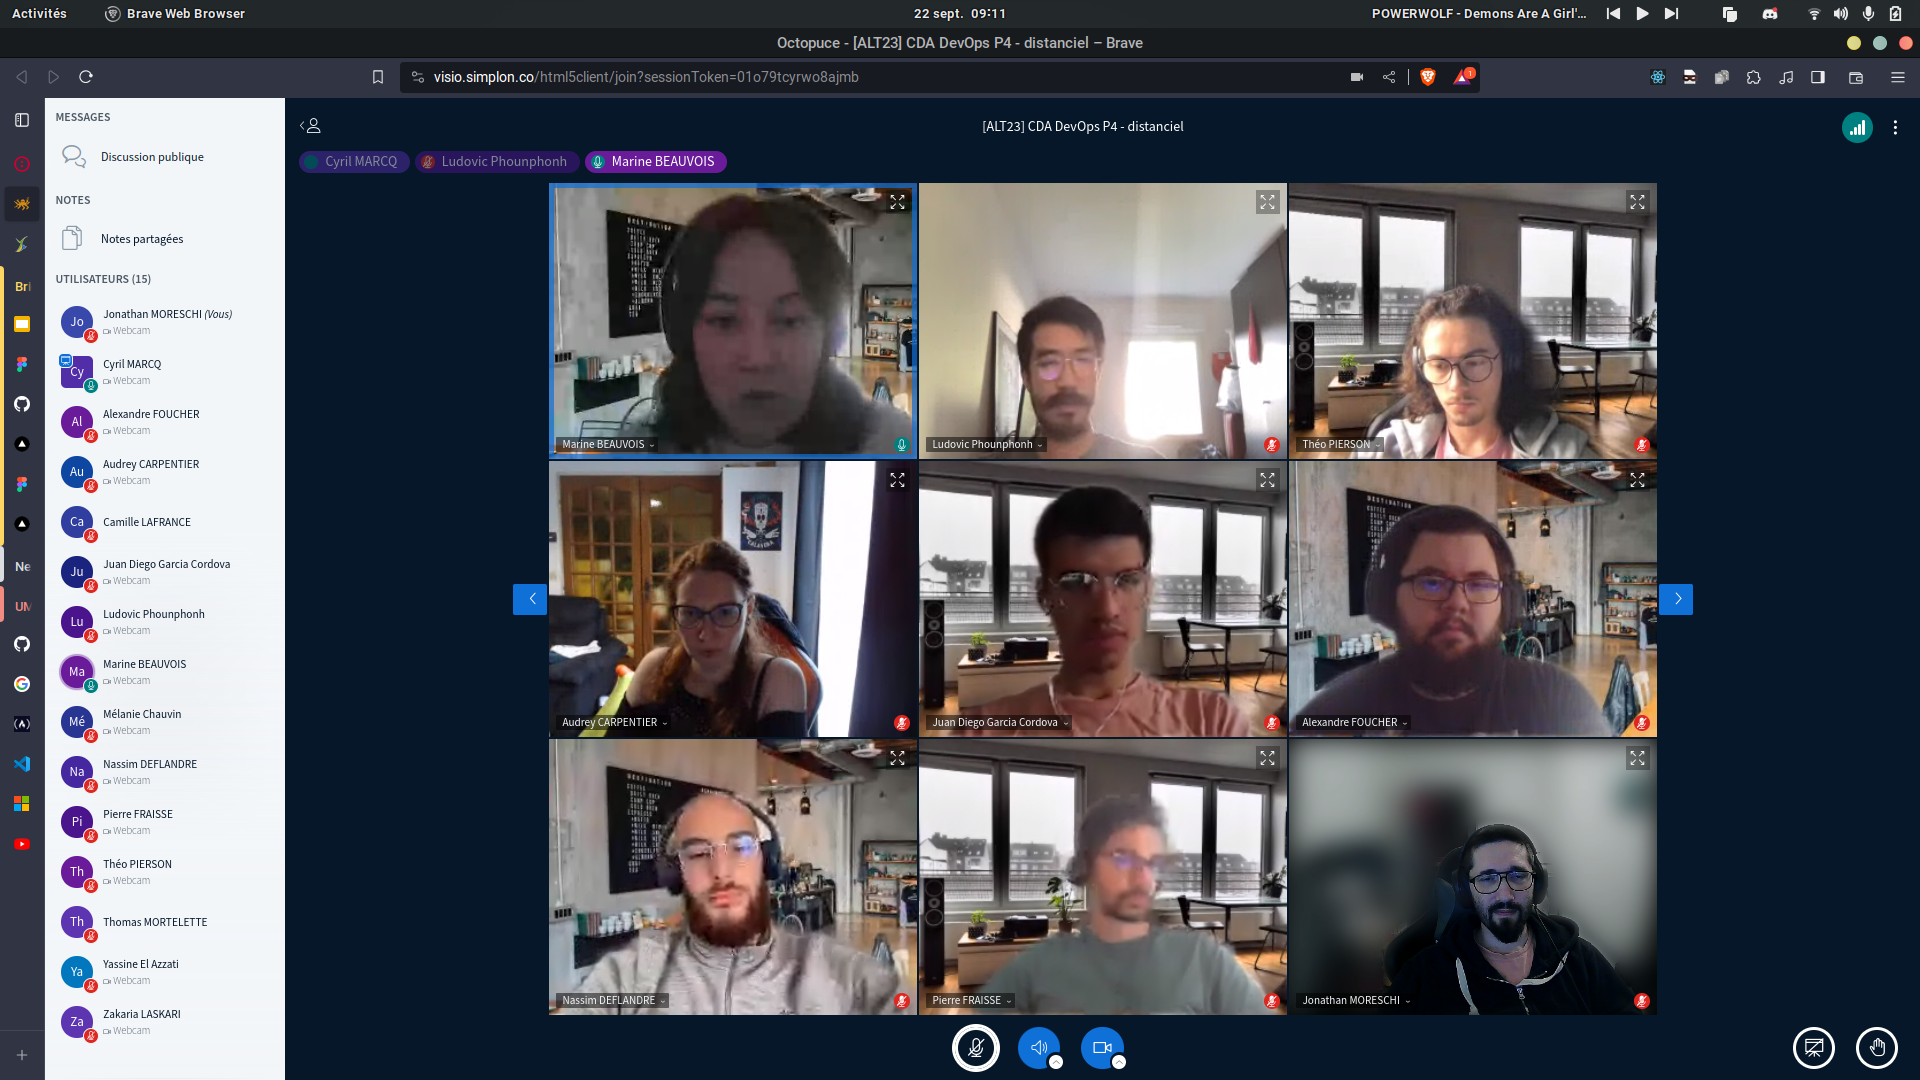 Activités
Brave Web Browser
22 sept. 09:11
POWERWOLF - Demons Are A Girl'...
Octopuce - [ALT23] CDA DevOps P4 - distanciel – Brave
visio.simplon.co/html5client/join?sessionToken=01o79tcyrwo8ajmb
1
MESSAGES
Discussion publique
NOTES
Notes partagées
UTILISATEURS (15)
Jo
Jonathan MORESCHI (Vous)
Webcam
Cy
Cyril MARCQ
Webcam
Al
Alexandre FOUCHER
Webcam
Au
Audrey CARPENTIER
Webcam
Ca
Camille LAFRANCE
Ju
Juan Diego Garcia Cordova
Webcam
Lu
Ludovic Phounphonh
Webcam
Ma
Marine BEAUVOIS
Webcam
Mé
Mélanie Chauvin
Webcam
Na
Nassim DEFLANDRE
Webcam
Pi
Pierre FRAISSE
Webcam
Th
Théo PIERSON
Webcam
Th
Thomas MORTELETTE
Ya
Yassine El Azzati
Webcam
Za
Zakaria LASKARI
Webcam
Bri
Ne
UM
[ALT23] CDA DevOps P4 - distanciel
Cyril MARCQ
Ludovic Phounphonh
Marine BEAUVOIS
Marine BEAUVOIS
Ludovic Phounphonh
Théo PIERSON
Audrey CARPENTIER
Juan Diego Garcia Cordova
DESTINATION
Alexandre FOUCHER
Nassim DEFLANDRE
Pierre FRAISSE
Jonathan MORESCHI